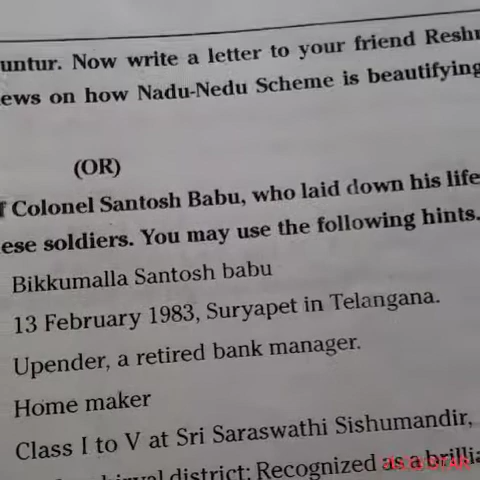 untur. Now write a letter to your friend Reshm
ews on how Nadu-Nedu Scheme is beautifying
(OR)
f Colonel Santosh Babu, who laid down his life
ese soldiers. You may use the following hints.
Bikkumalla Santosh babu
13 February 1983, Suryapet in Telangana.
Upender, a retired bank manager.
Home maker
Class I to V at Sri Saraswathi Sishumandir,
district; Recognized as a brillia